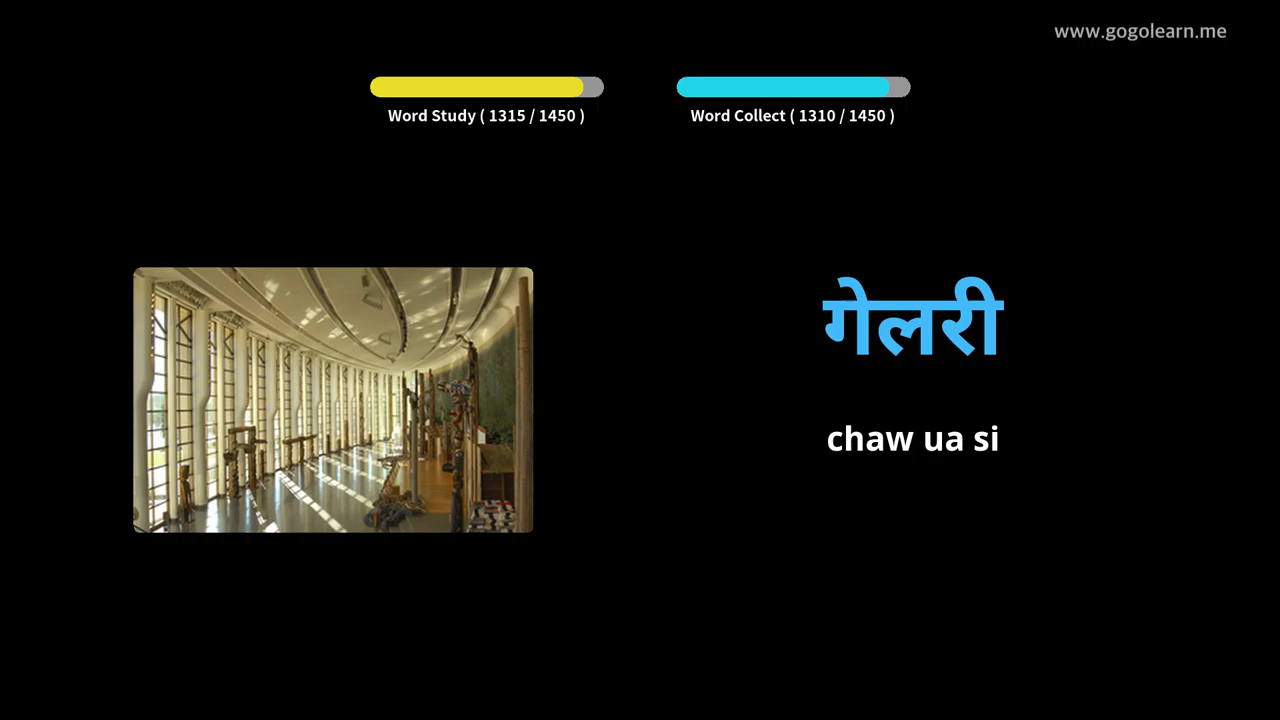 www.gogolearn.me
Word Study ( 1315 / 1450 )
Word Collect ( 1310 / 1450 )
गेलरी
chaw ua si